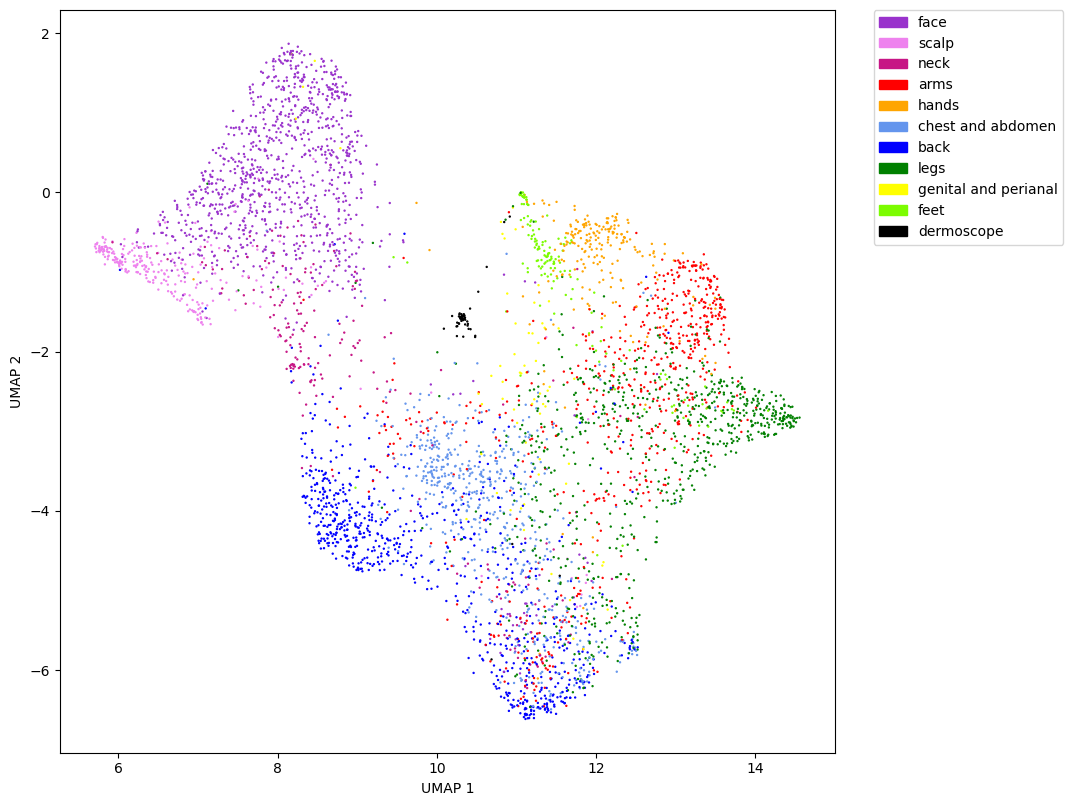 face
scalp
neck
arms
hands
chest and abdomen
back
legs
genital and perianal
feet
dermoscope
2
0
−2
−4
−6
UMAP 2
6
8
10
12
14
UMAP 1